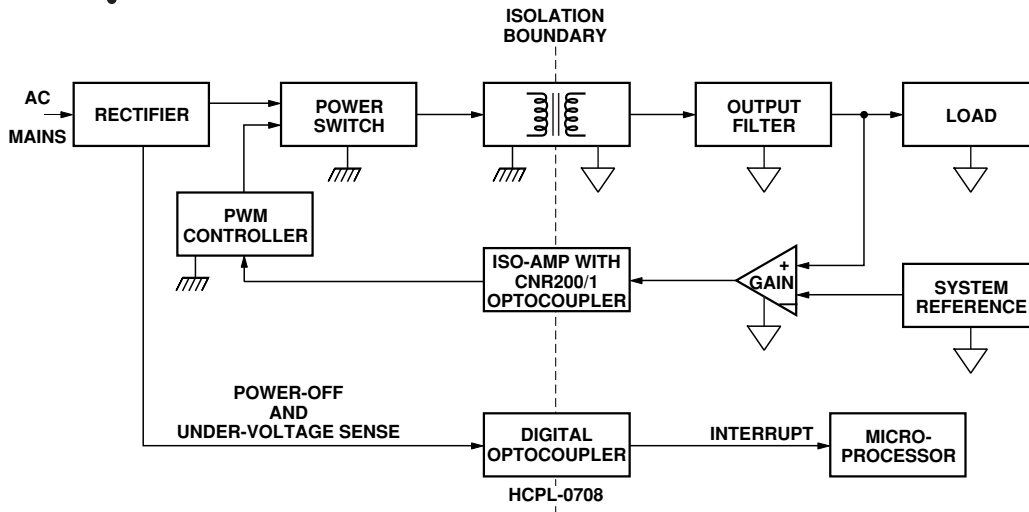 ISOLATION
BOUNDARY
AC
MAINS
RECTIFIER
POWER
SWITCH
OUTPUT
FILTER
LOAD
PWM
CONTROLLER
ISO-AMP WITH
CNR200/1
OPTOCOUPLER
+
GAIN
–
SYSTEM
REFERENCE
POWER-OFF
AND
UNDER-VOLTAGE SENSE
DIGITAL
OPTOCOUPLER
INTERRUPT
MICRO-
PROCESSOR
HCPL-0708